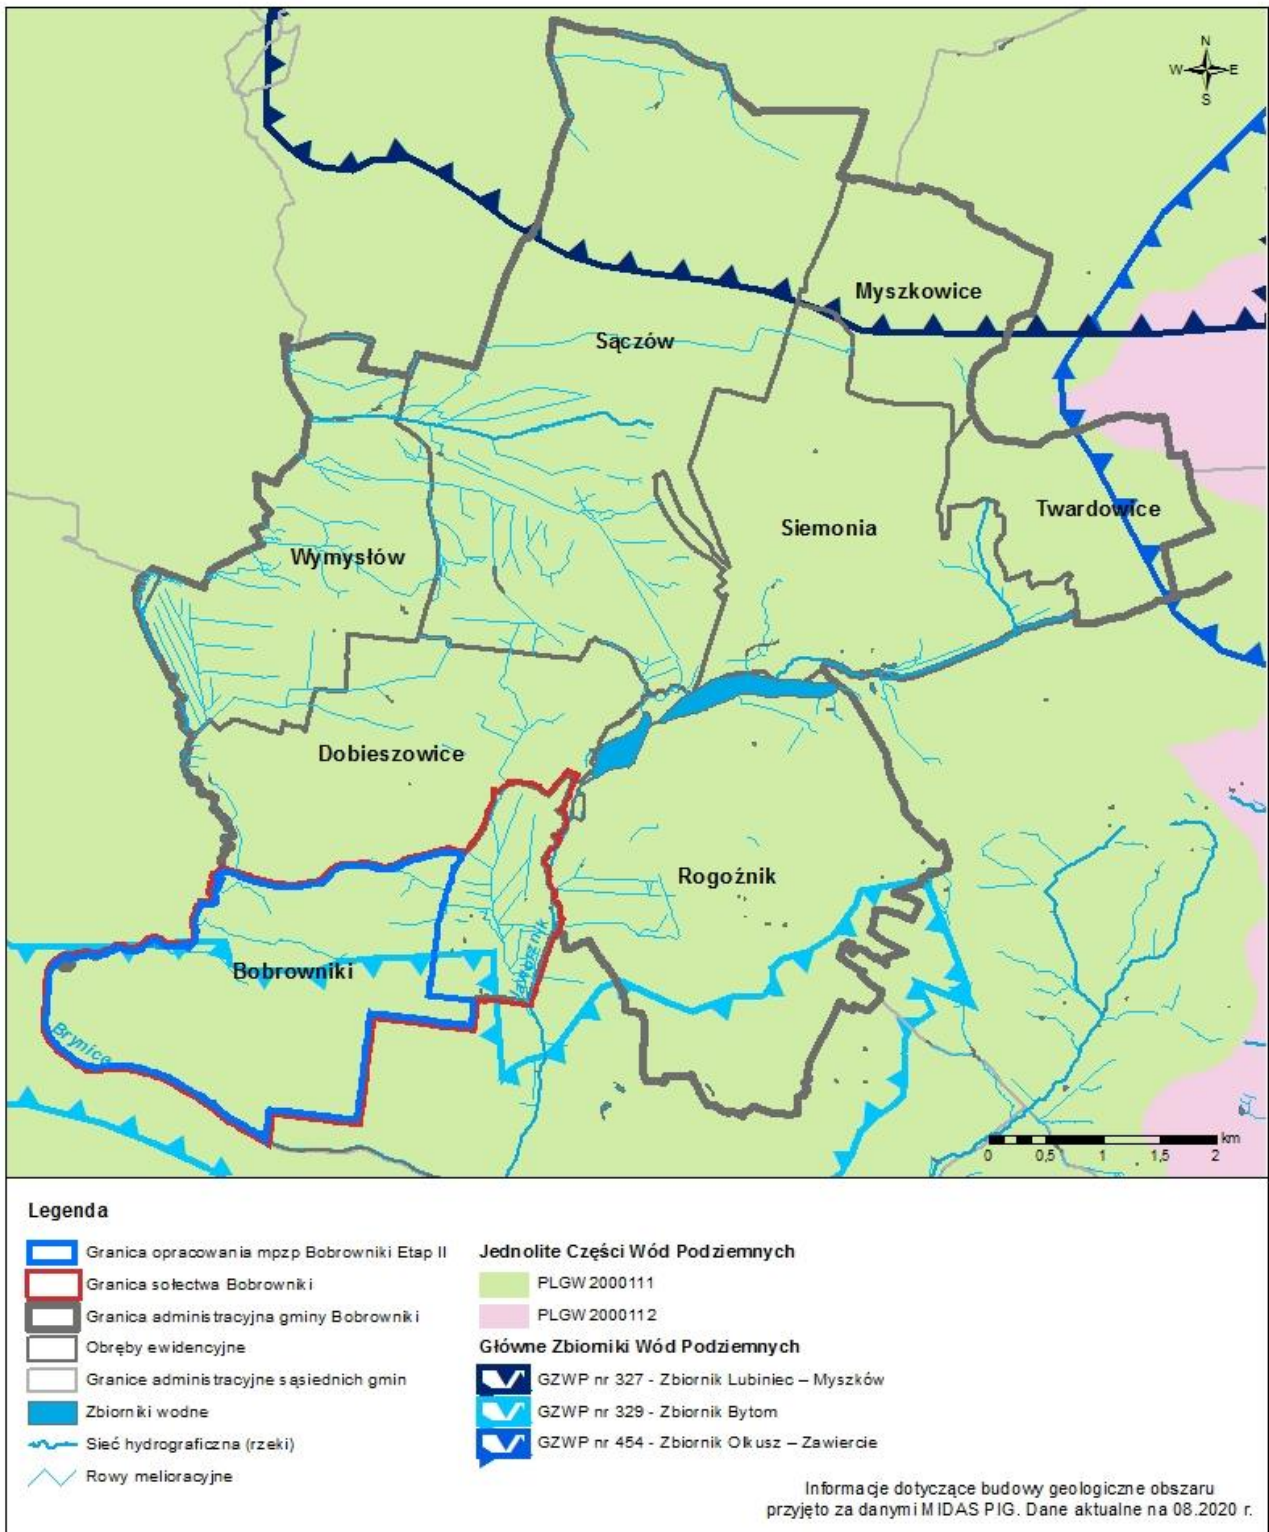 N
W E
S
Myszkowice
Sączów
Twardowice
Siemonia
Wymysłów
Dobieszowice
Rogoźnik
Jaworznik
Bobrowniki
Brynica
km
0 0,5 1 1,5 2
Legenda
Granica opracowania mpzp Bobrowniki Etap II
Granica sołectwa Bobrowniki
Granica administracyjna gminy Bobrowniki
Obręby ewidencyjne
Granice administracyjne sąsiednich gmin
Zbiorniki wodne
Sieć hydrograficzna (rzeki)
Rowy melioracyjne
Jednolite Części Wód Podziemnych
PLGW2000111
PLGW2000112
Główne Zbiorniki Wód Podziemnych
GZWP nr 327 - Zbiornik Lubiniec – Myszków
GZWP nr 329 - Zbiornik Bytom
GZWP nr 454 - Zbiornik Olkusz – Zawiercie
Informacje dotyczące budowy geologiczne obszaru
przyjęto za danymi MIDAS PIG. Dane aktualne na 08.2020 r.